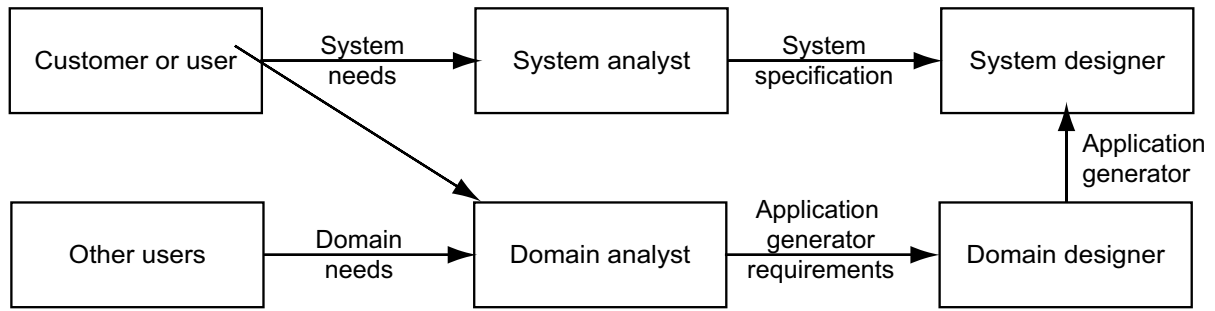 Customer or user
System
needs
System analyst
System
specification
System designer
Application
generator
Other users
Domain
needs
Domain analyst
Application
generator
requirements
Domain designer